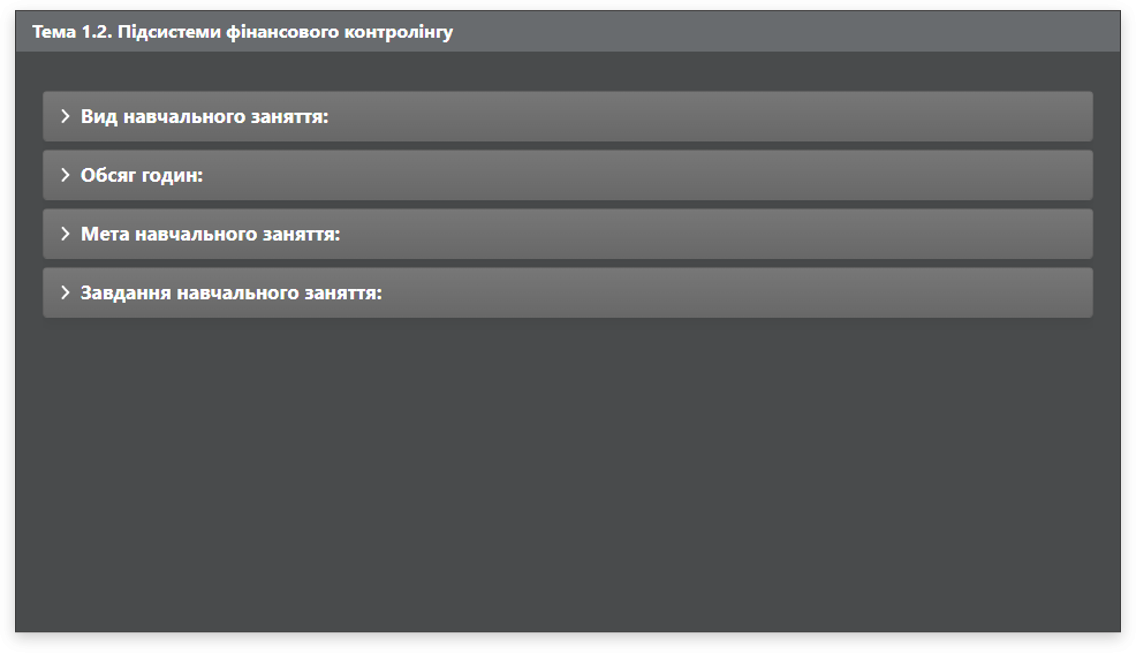 Тема 1.2. Підсистеми фінансового контролінгу
Вид навчального заняття:
Обсяг годин:
Мета навчального заняття:
Завдання навчального заняття: